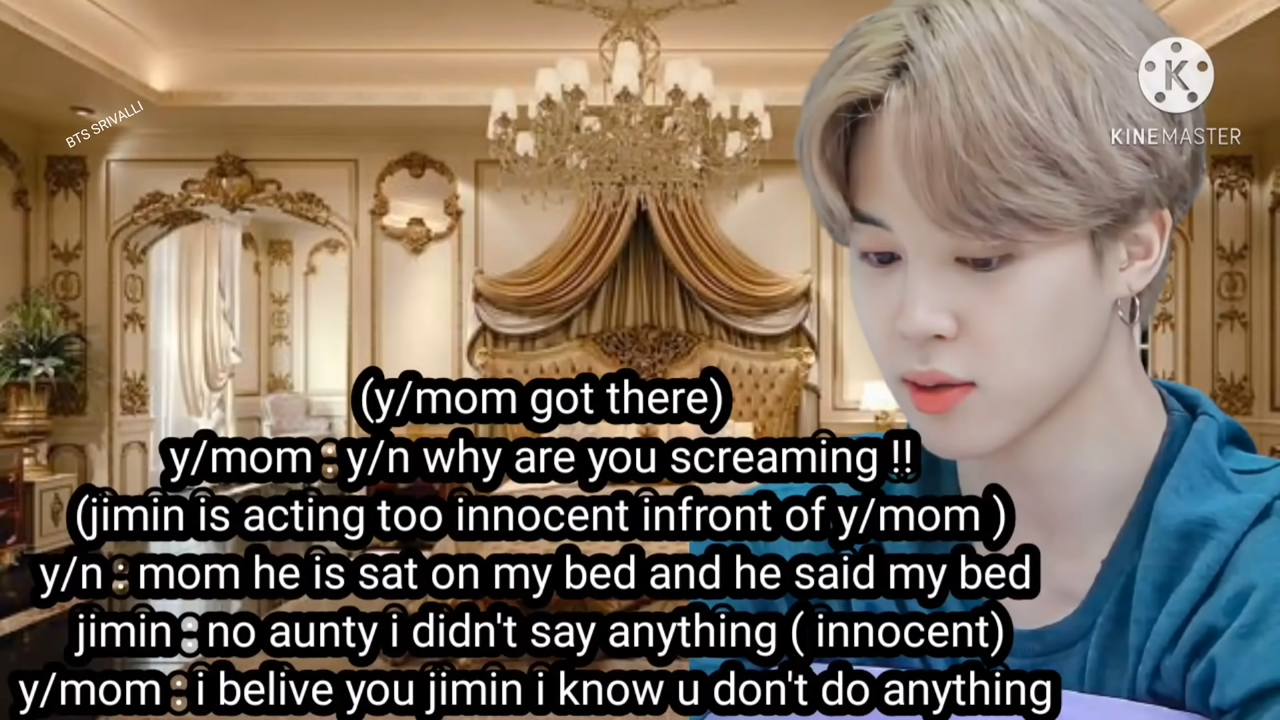 BTS SRIVALLI
K
KINEMASTER
(y/mom got there)
y/mom : y/n why are you screaming !!
(jimin is acting too innocent infront of y/mom )
y/n : mom he is sat on my bed and he said my bed
jimin : no aunty i didn't say anything ( innocent)
y/mom : i belive you jimin i know u don't do anything